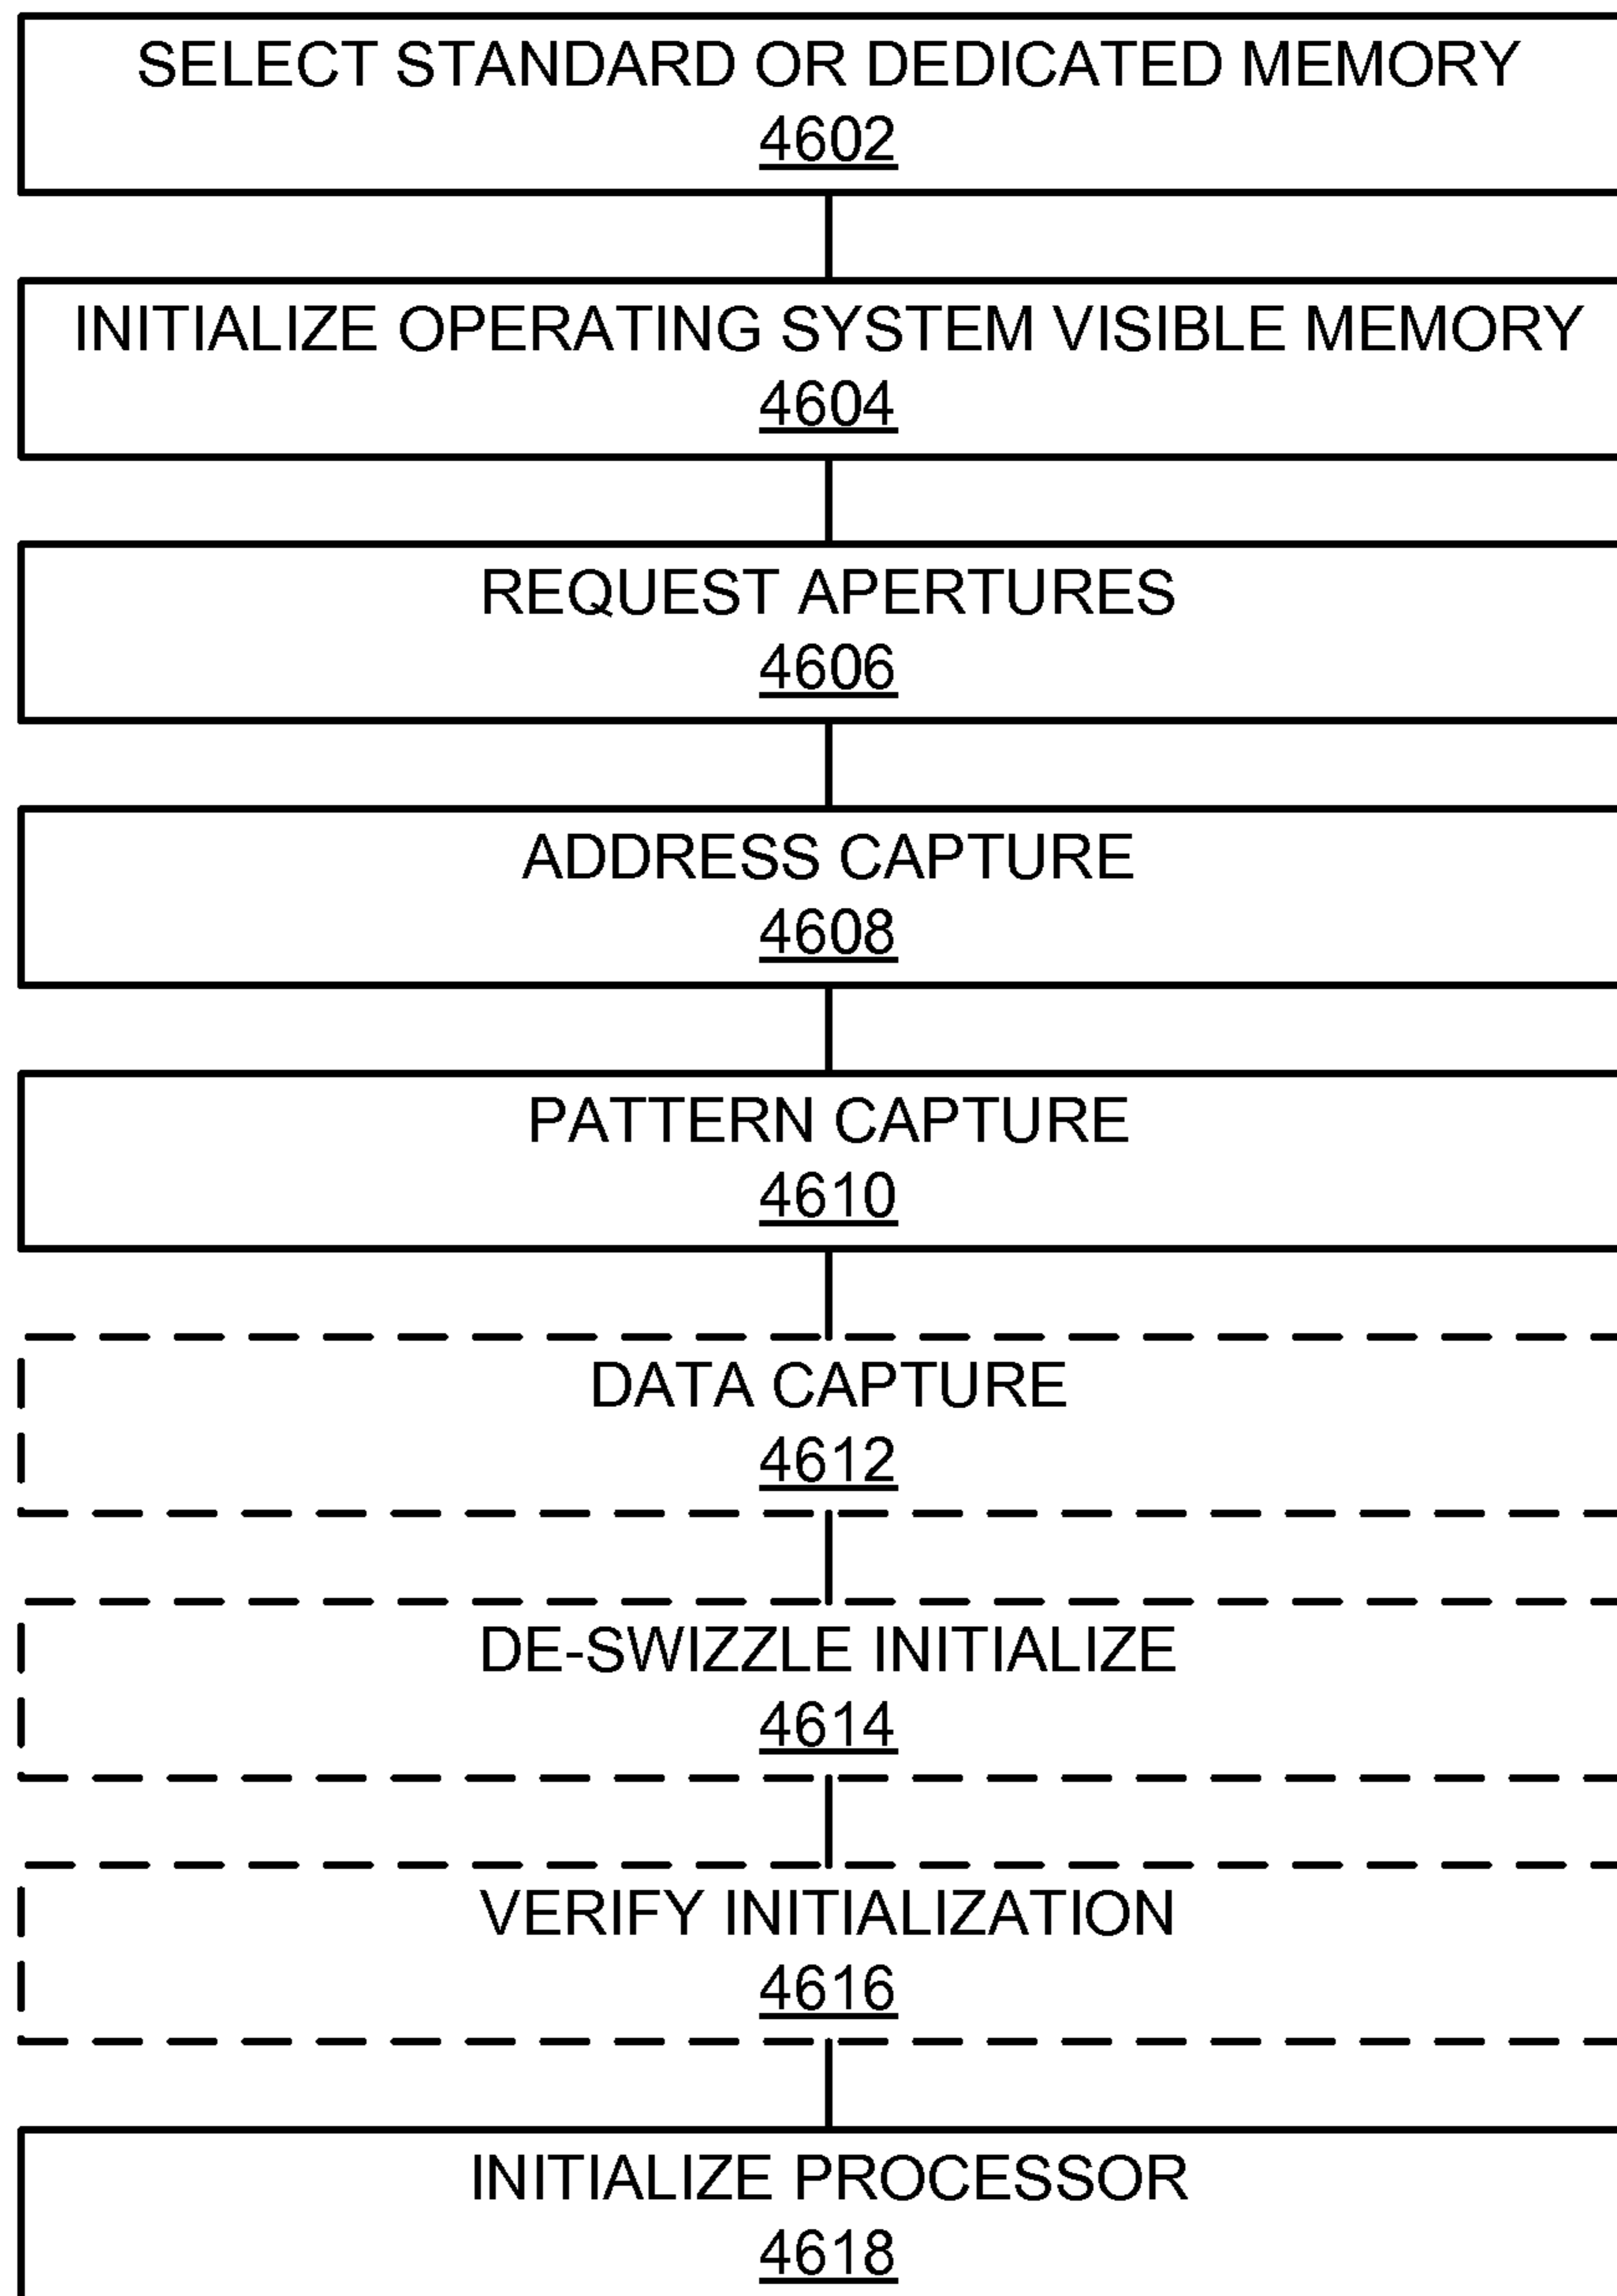 SELECT STANDARD OR DEDICATED MEMORY
4602
INITIALIZE OPERATING SYSTEM VISIBLE MEMORY
4604
REQUEST APERTURES
4606
ADDRESS CAPTURE
4608
PATTERN CAPTURE
4610
DATA CAPTURE
4612
DE-SWIZZLE INITIALIZE
4614
VERIFY INITIALIZATION
4616
INITIALIZE PROCESSOR
4618